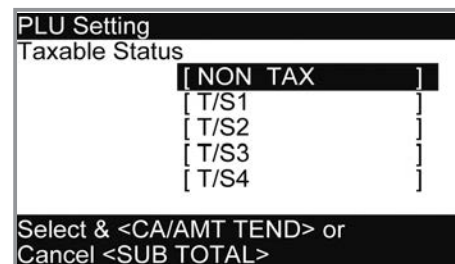 PLU Setting
Taxable Status
[ NON TAX ]
[ T/S1 ]
[ T/S2 ]
[ T/S3 ]
[ T/S4 ]
Select & <CA/AMT TEND> or
Cancel <SUB TOTAL>